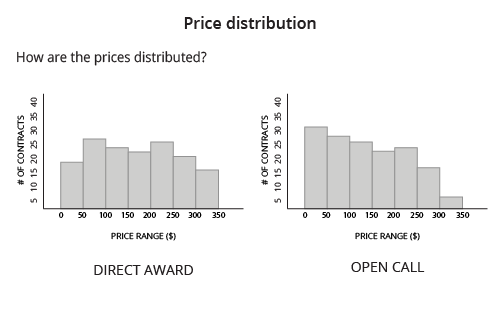 Price distribution
How are the prices distributed?
# OF CONTRACTS
5 10 15 20 25 30 35 40
0 50 100 150 200 250 300 350
PRICE RANGE ($)
DIRECT AWARD
# OF CONTRACTS
5 10 15 20 25 30 35 40
0 50 100 150 200 250 300 350
PRICE RANGE ($)
OPEN CALL